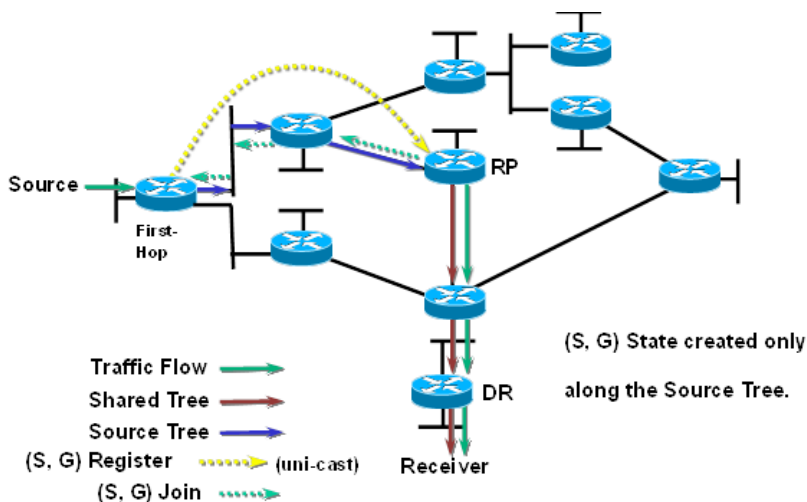 RP
Source
First-
Hop
(S, G) State created only
along the Source Tree.
Traffic Flow
Shared Tree
Source Tree
(S, G) Register
(uni-cast)
(S, G) Join
DR
Receiver